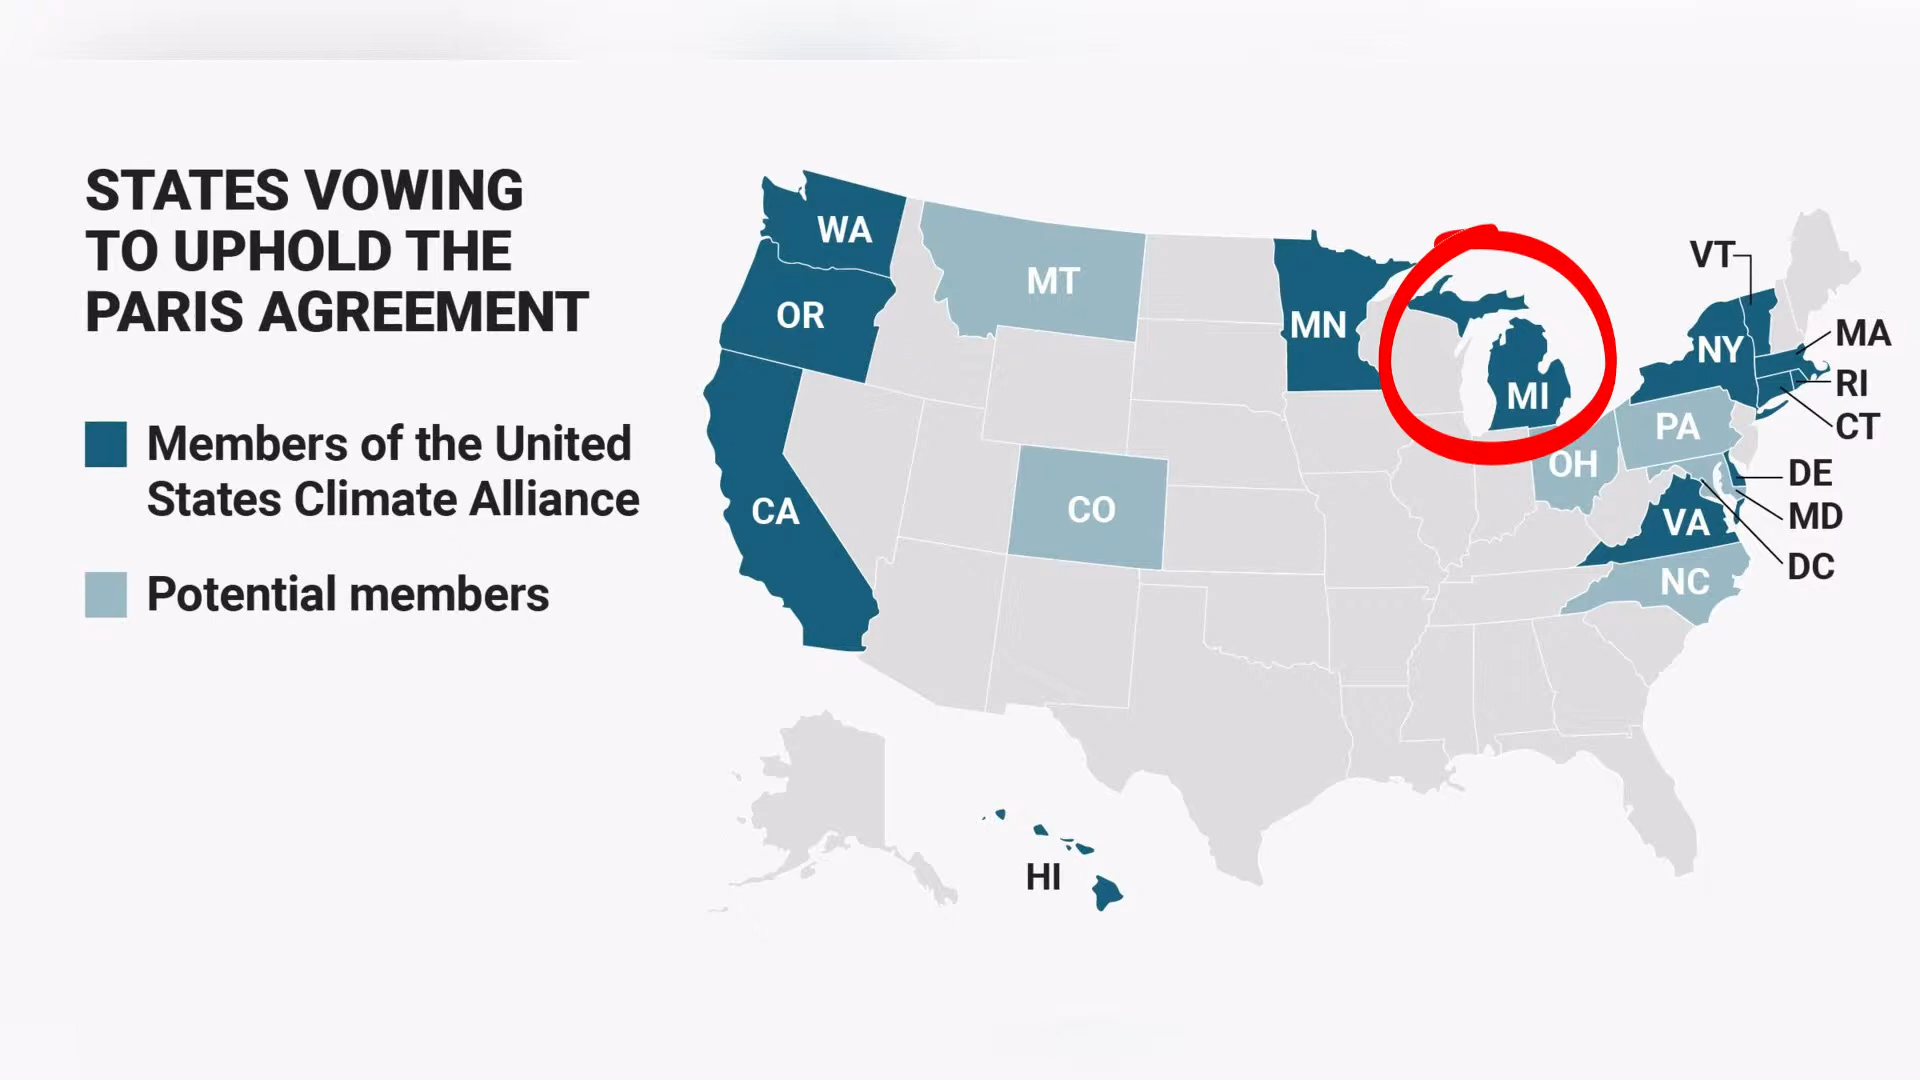 STATES VOWING
TO UPHOLD THE
PARIS AGREEMENT
Members of the United
States Climate Alliance
Potential members
WA
MT
OR
MN
MI
VT
NY
MA
RI
CT
PA
OH
CA
CO
DE
MD
VA
DC
NC
HI